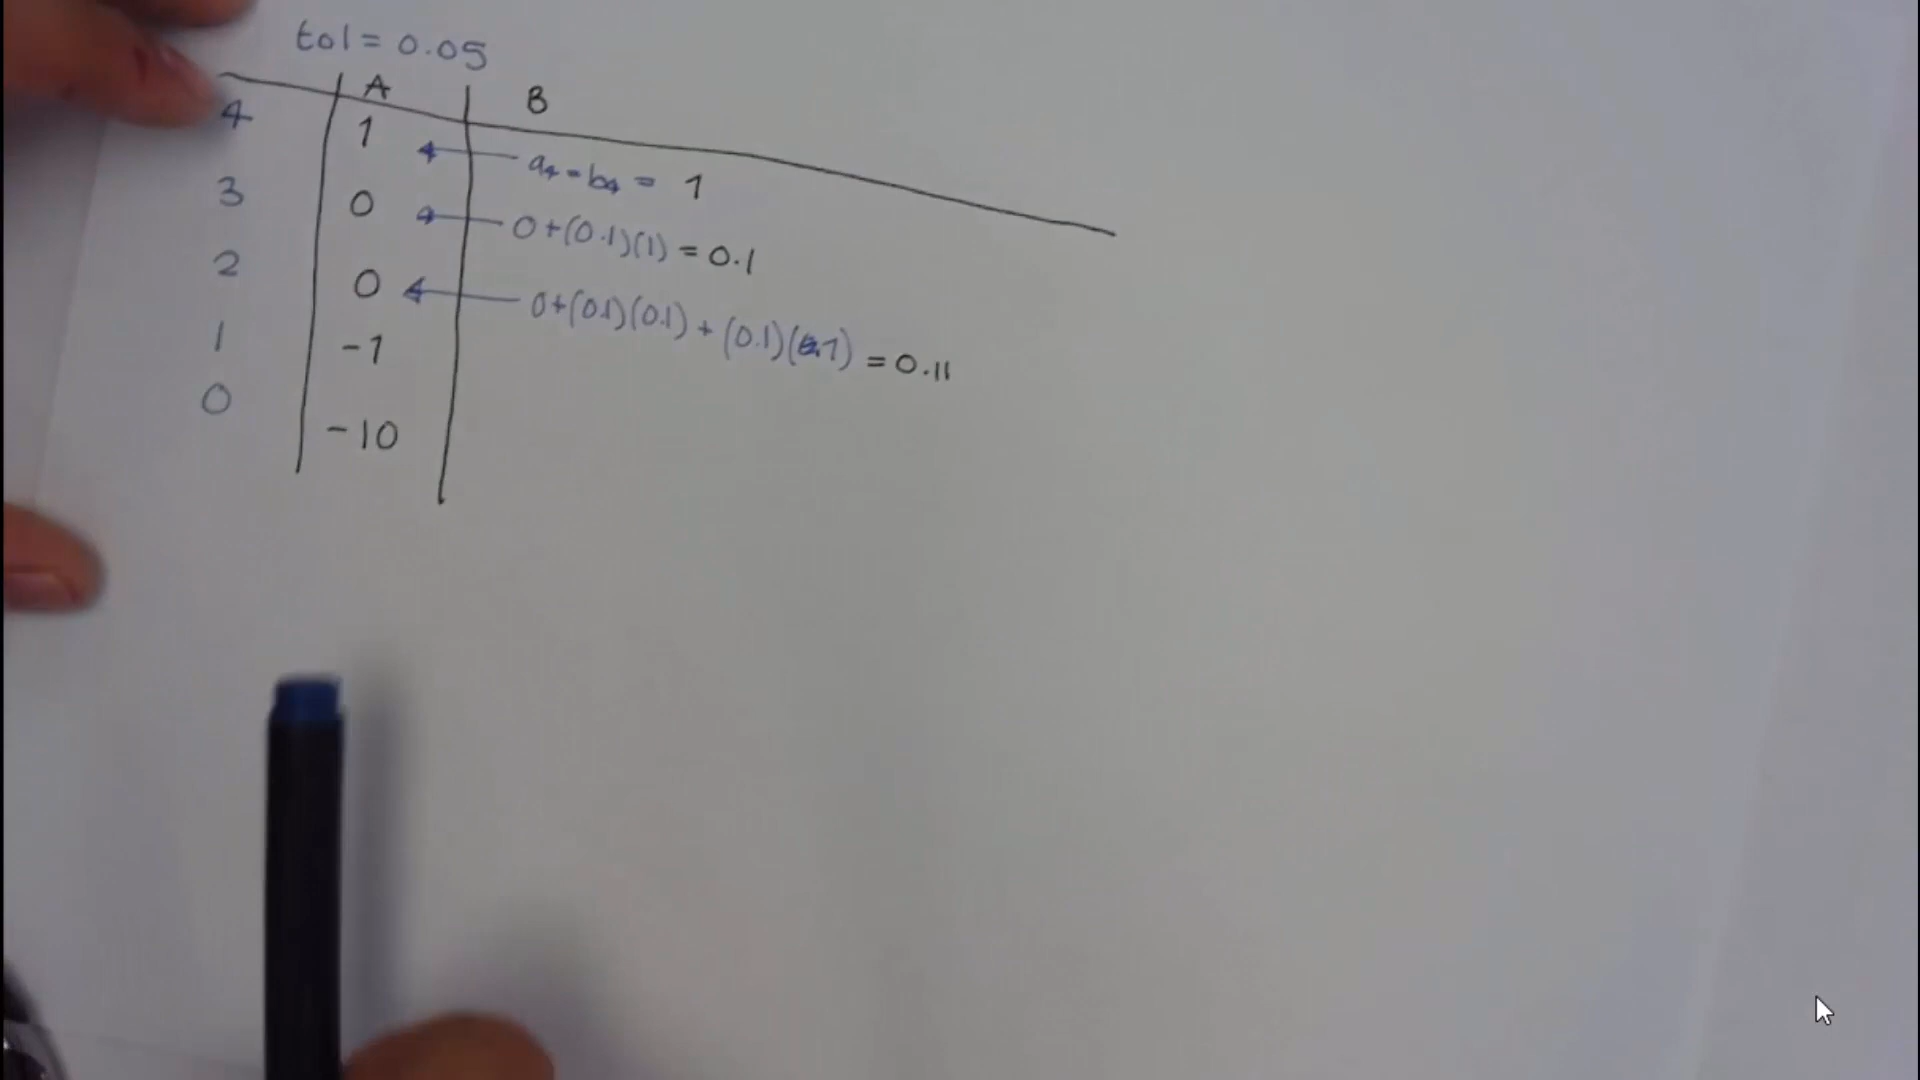 tol = 0.05
A B
4 1 a4 = b4 = 1
3 0 0+(0.1)(1) = 0.1
2 0 0+(0.1)(0.1) + (0.1)(1) = 0.11
1 -1
0 -10